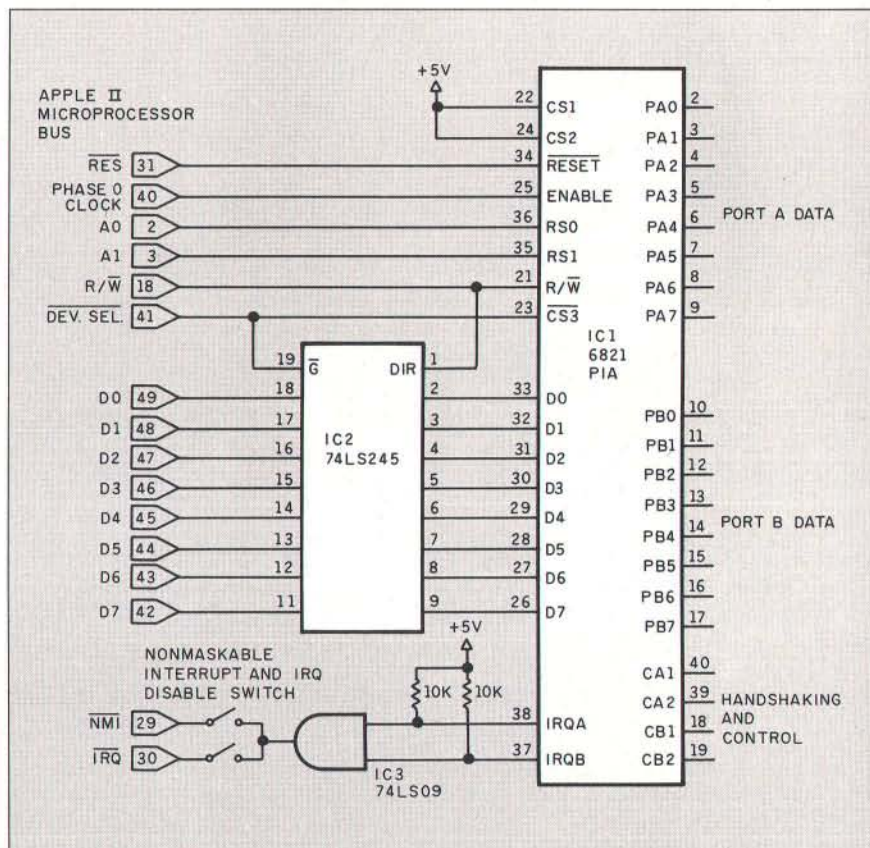 +5V
APPLE II
MICROPROCESSOR
BUS
22 CS1 PA0 2
24 CS2 PA1 3
RES 31 34 RESET PA2 4
PHASE 0
CLOCK 40 25 ENABLE PA3 5
A0 2 36 RS0 PA4 6
PORT A DATA
A1 3 35 RS1 PA5 7
R/W 18 21 R/W PA6 8
DEV. SEL. 41 23 CS3 PA7 9
IC1
6821
PIA
19 G DIR 1
D0 49 18 2 33 D0
PB0 10
D1 48 17 3 32 D1
PB1 11
IC2
74LS245
D2 47 16 4 31 D2
PB2 12
D3 46 15 5 30 D3
PB3 13
D4 45 14 6 29 D4
PB4 14
PORT B DATA
D5 44 13 7 28 D5
PB5 15
D6 43 12 8 27 D6
PB6 16
D7 42 11 9 26 D7
PB7 17
+5V
NONMASKABLE
INTERRUPT AND IRQ
DISABLE SWITCH
10K 10K
CA1 40
CA2 39
HANDSHAKING
AND
CONTROL
NMI 29 38 IRQA CB1 18
IRQ 30 37 IRQB CB2 19
IC3
74LS09